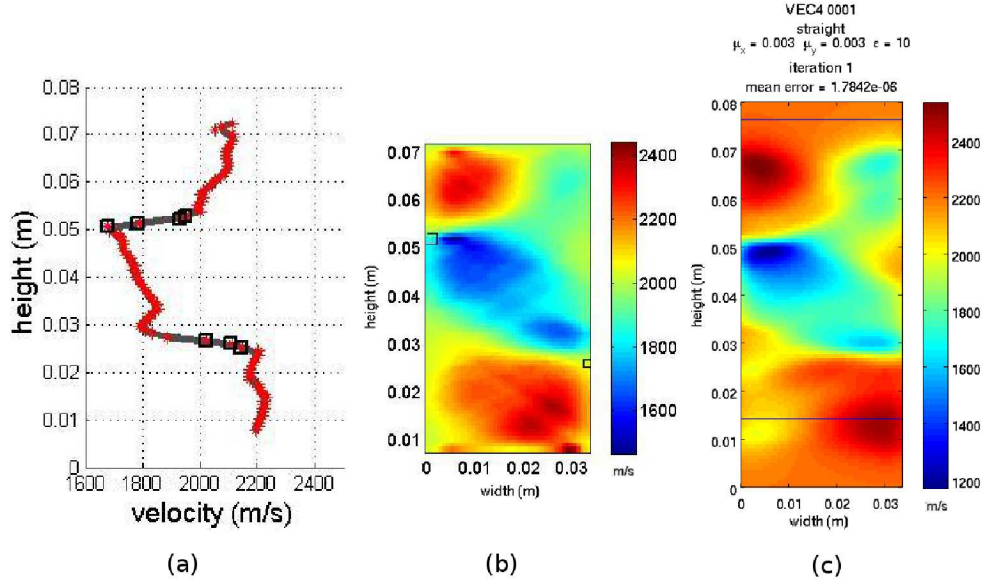 VEC4 0001
straight
μx = 0.003 μy = 0.003 ε = 10
iteration 1
mean error = 1.7842e-06
0.08
0.07
0.06
0.05
0.04
0.03
0.02
0.01
0
1600 1800 2000 2200 2400
height (m)
velocity (m/s)
(a)
0.07
0.06
0.05
0.04
0.03
0.02
0.01
0 0.01 0.02 0.03
height (m)
width (m)
2400
2200
2000
1800
1600
m/s
(b)
0.08
0.07
0.06
0.05
0.04
0.03
0.02
0.01
0
0 0.01 0.02 0.03
height (m)
width (m)
2400
2200
2000
1800
1600
1400
1200
m/s
(c)